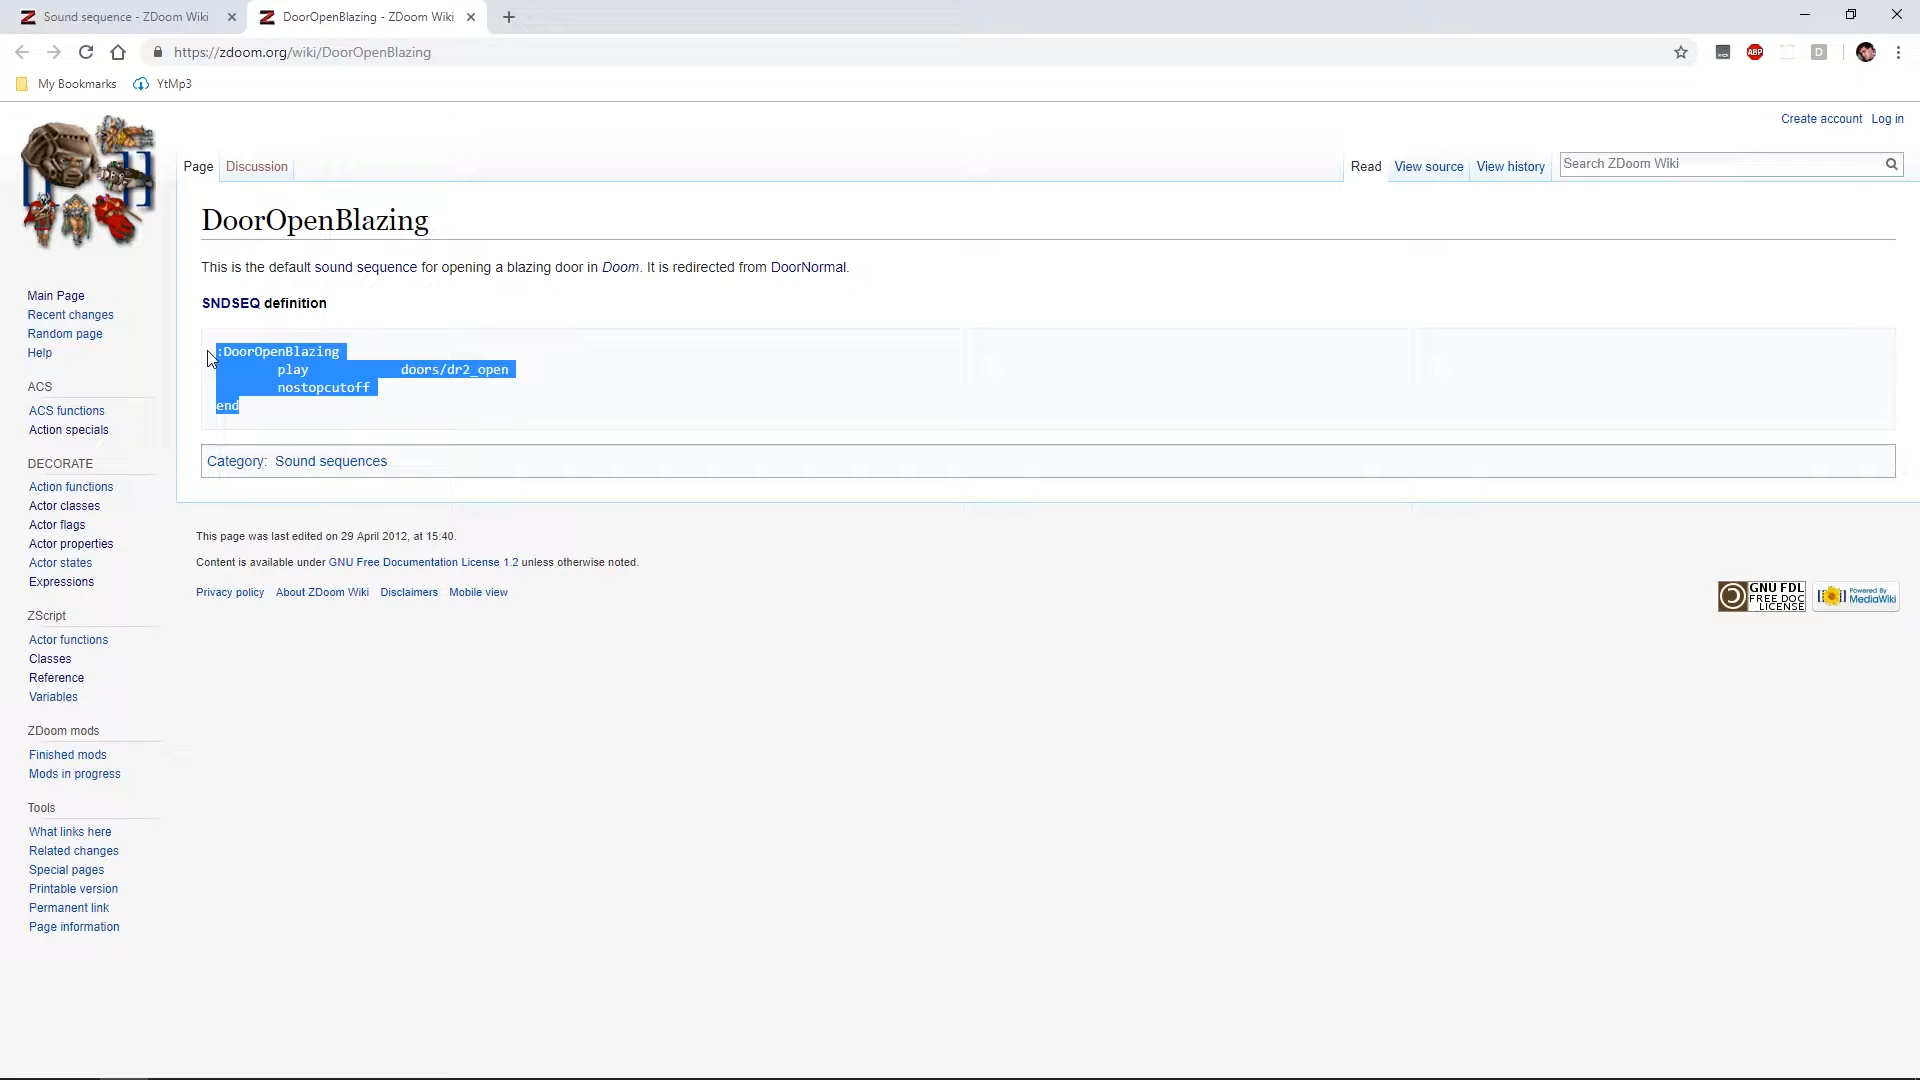 Sound sequence - ZDoom Wiki
DoorOpenBlazing - ZDoom Wiki
https://zdoom.org/wiki/DoorOpenBlazing
ABP
D
My Bookmarks
YtMp3
Create account Log in
Page Discussion
Read View source View history
Search ZDoom Wiki
DoorOpenBlazing
This is the default sound sequence for opening a blazing door in Doom. It is redirected from DoorNormal.
SNDSEQ definition
:DoorOpenBlazing
play doors/dr2_open
nostopcutoff
end
Category: Sound sequences
Main Page
Recent changes
Random page
Help
ACS
ACS functions
Action specials
DECORATE
Action functions
Actor classes
Actor flags
Actor properties
Actor states
Expressions
ZScript
Actor functions
Classes
Reference
Variables
ZDoom mods
Finished mods
Mods in progress
Tools
What links here
Related changes
Special pages
Printable version
Permanent link
Page information
This page was last edited on 29 April 2012, at 15:40.
Content is available under GNU Free Documentation License 1.2 unless otherwise noted.
Privacy policy About ZDoom Wiki Disclaimers Mobile view
GNU FDL
FREE DOC
LICENSE
Powered By
MediaWiki